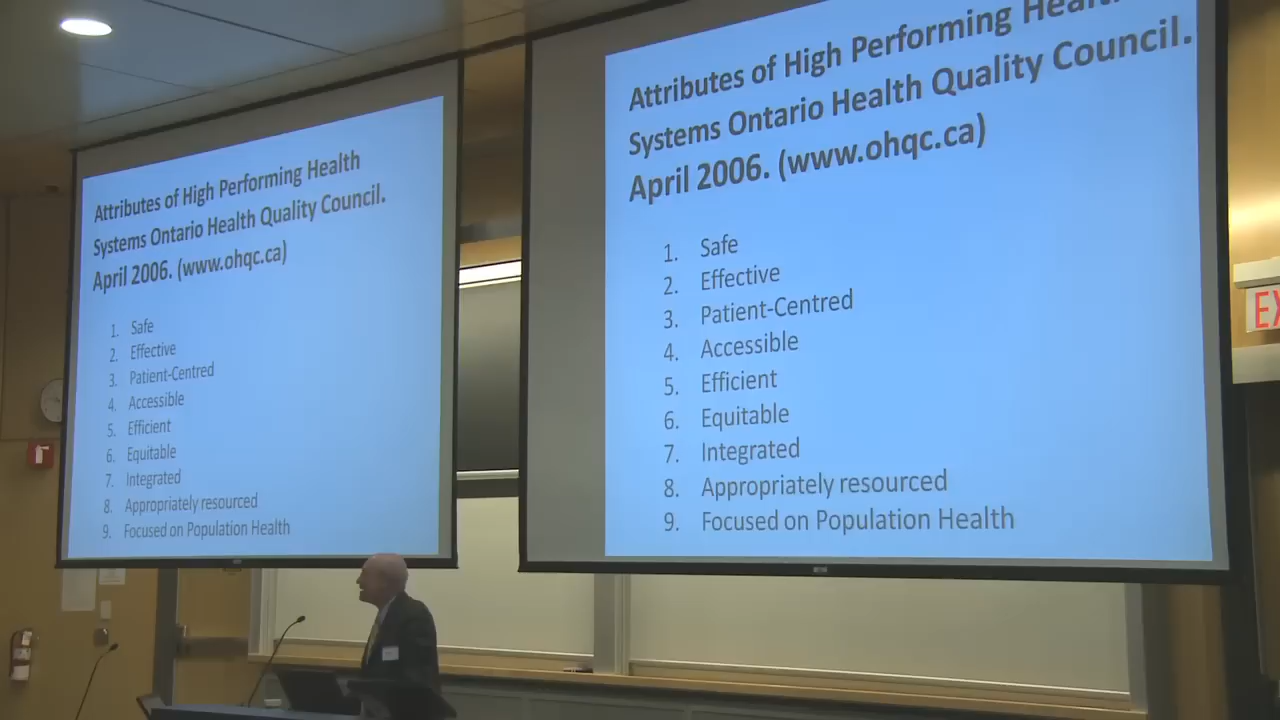 Attributes of High Performing Health
Systems Ontario Health Quality Council.
April 2006. (www.ohqc.ca)
1. Safe
2. Effective
3. Patient-Centred
4. Accessible
5. Efficient
6. Equitable
7. Integrated
8. Appropriately resourced
9. Focused on Population Health
Attributes of High Performing Health
Systems Ontario Health Quality Council.
April 2006. (www.ohqc.ca)
1. Safe
2. Effective
3. Patient-Centred
4. Accessible
5. Efficient
6. Equitable
7. Integrated
8. Appropriately resourced
9. Focused on Population Health
EX